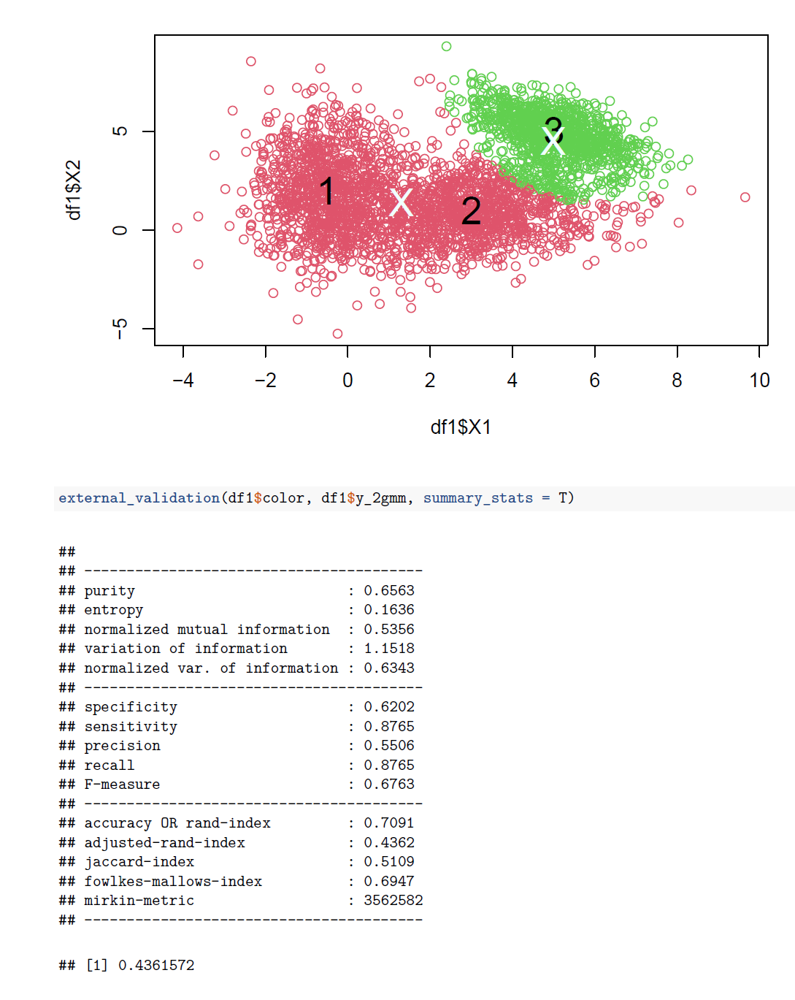 df1$X2
5
0
−5
1
2
3
X
X
−4 −2 0 2 4 6 8 10
df1$X1
external_validation(df1$color, df1$y_2gmm, summary_stats = T)
##
## ----------------------------------------
## purity : 0.6563
## entropy : 0.1636
## normalized mutual information : 0.5356
## variation of information : 1.1518
## normalized var. of information : 0.6343
## ----------------------------------------
## specificity : 0.6202
## sensitivity : 0.8765
## precision : 0.5506
## recall : 0.8765
## F-measure : 0.6763
## ----------------------------------------
## accuracy OR rand-index : 0.7091
## adjusted-rand-index : 0.4362
## jaccard-index : 0.5109
## fowlkes-mallows-index : 0.6947
## mirkin-metric : 3562582
## ----------------------------------------
## [1] 0.4361572